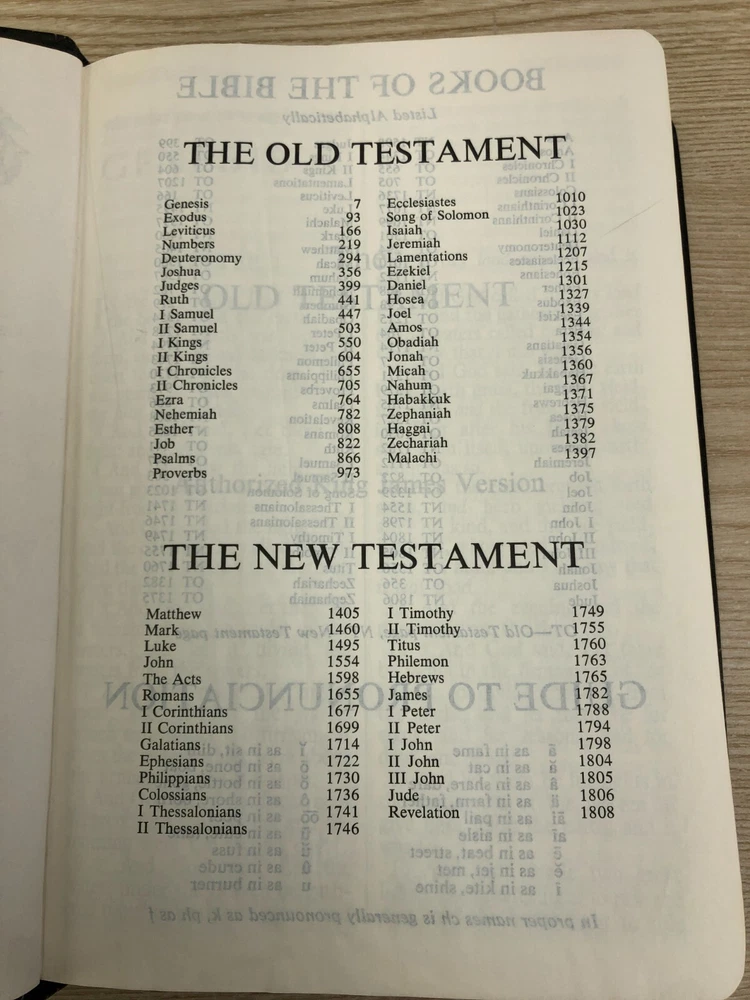 THE OLD TESTAMENT
Genesis 7
Exodus 93
Leviticus 166
Numbers 219
Deuteronomy 294
Joshua 356
Judges 399
Ruth 441
I Samuel 447
II Samuel 503
I Kings 550
II Kings 604
I Chronicles 655
II Chronicles 705
Ezra 764
Nehemiah 782
Esther 808
Job 822
Psalms 866
Proverbs 973
Ecclesiastes 1010
Song of Solomon 1023
Isaiah 1030
Jeremiah 1112
Lamentations 1207
Ezekiel 1215
Daniel 1301
Hosea 1327
Joel 1339
Amos 1344
Obadiah 1354
Jonah 1356
Micah 1360
Nahum 1367
Habakkuk 1371
Zephaniah 1375
Haggai 1379
Zechariah 1382
Malachi 1397
THE NEW TESTAMENT
Matthew 1405
Mark 1460
Luke 1495
John 1554
The Acts 1598
Romans 1655
I Corinthians 1677
II Corinthians 1699
Galatians 1714
Ephesians 1722
Philippians 1730
Colossians 1736
I Thessalonians 1741
II Thessalonians 1746
I Timothy 1749
II Timothy 1755
Titus 1760
Philemon 1763
Hebrews 1765
James 1782
I Peter 1788
II Peter 1794
I John 1798
II John 1804
III John 1805
Jude 1806
Revelation 1808